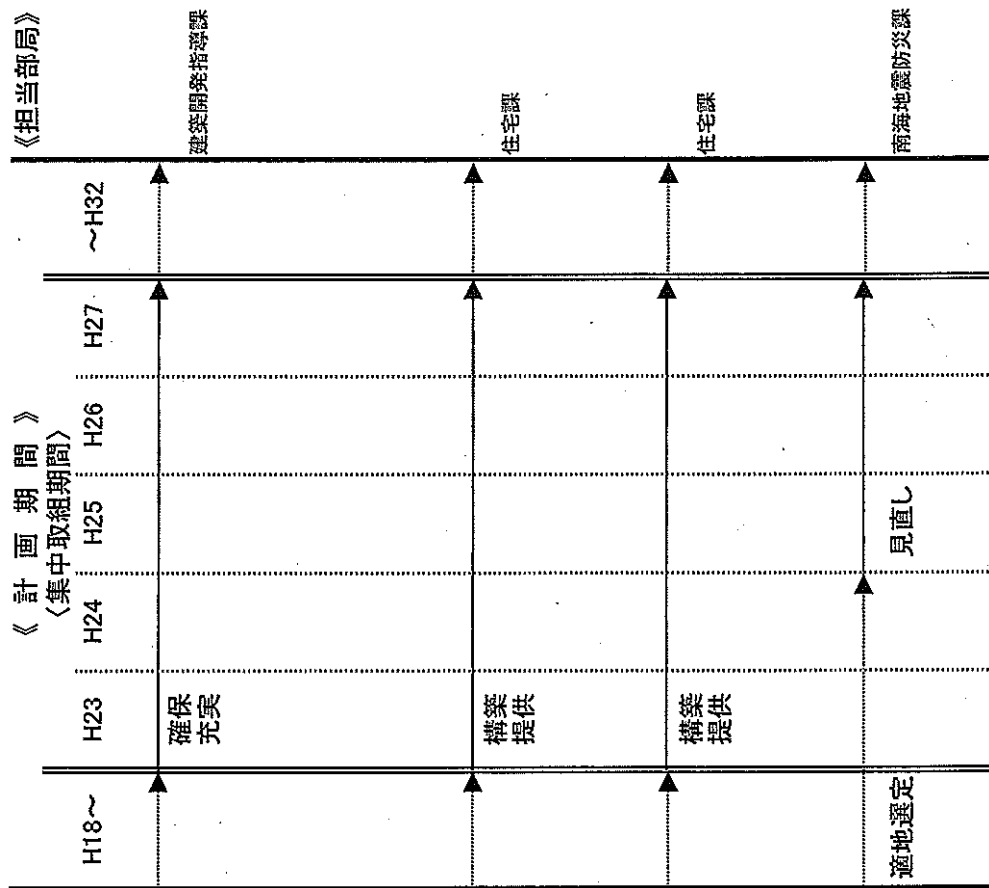 《 計 画 期 間 》
〈集中取組期間〉
《担当部局》
H18～
H23
H24
H25
H26
H27
～H32
確保
充実
建築開発指導課
構築
提供
住宅課
構築
提供
住宅課
適地選定
見直し
南海地震防災課